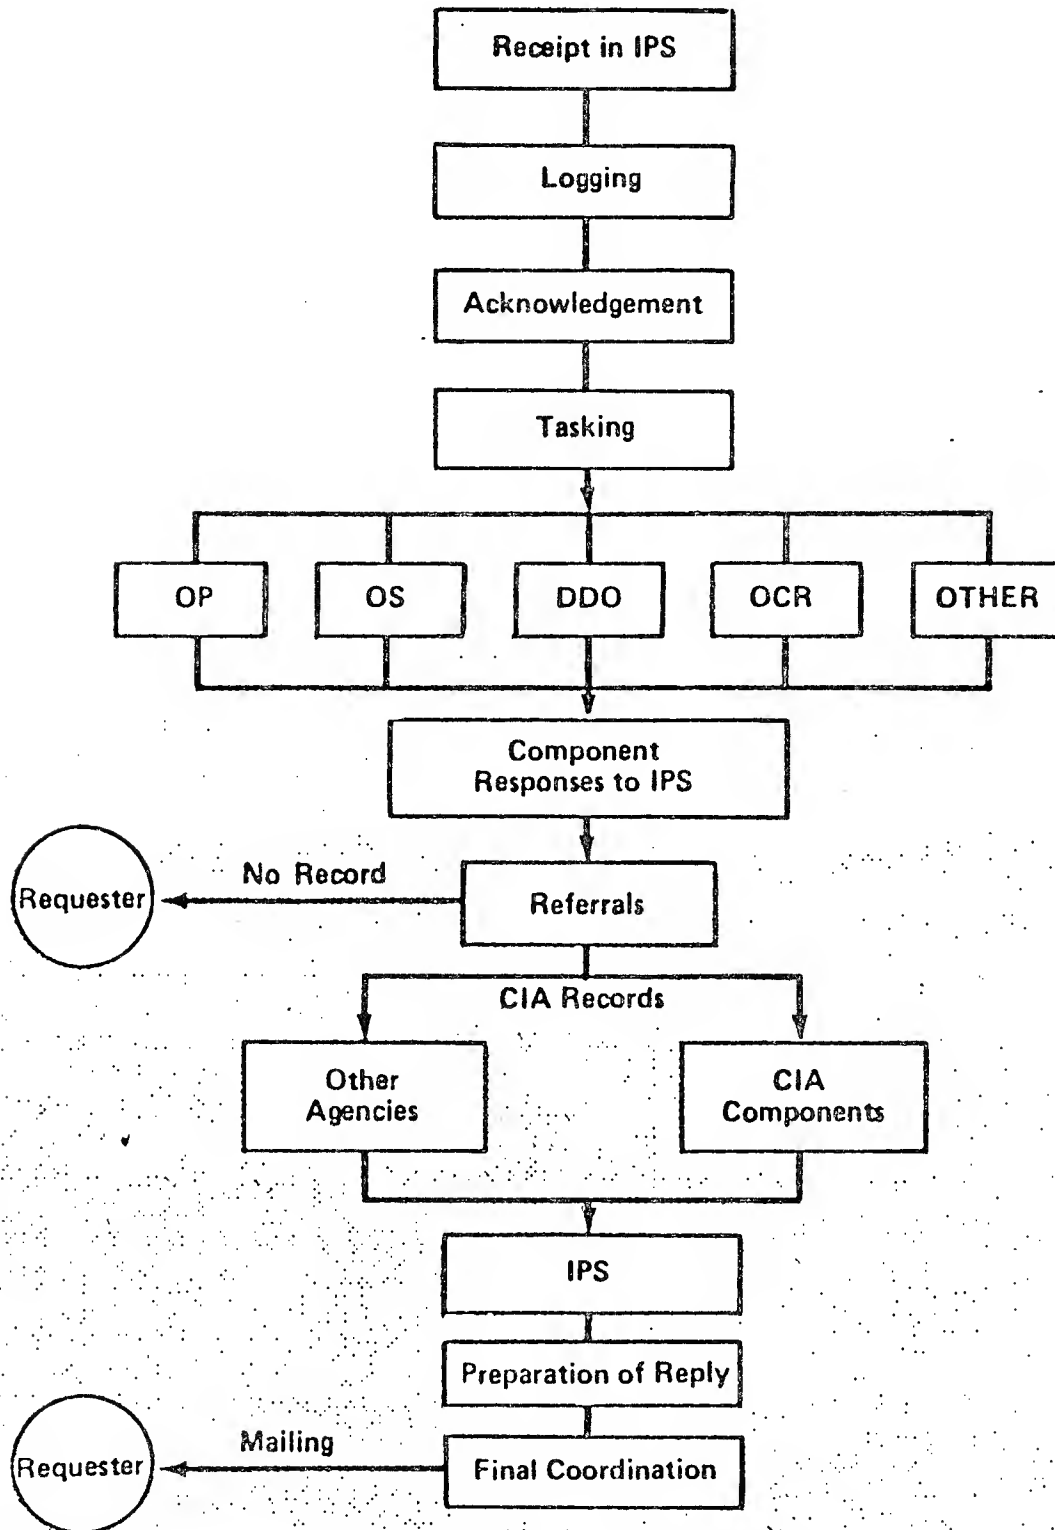 Receipt in IPS
Logging
Acknowledgement
Tasking
OP
OS
DDO
OCR
OTHER
Component
Responses to IPS
No Record
Requester
Referrals
CIA Records
Other
Agencies
CIA
Components
IPS
Preparation of Reply
Mailing
Requester
Final Coordination